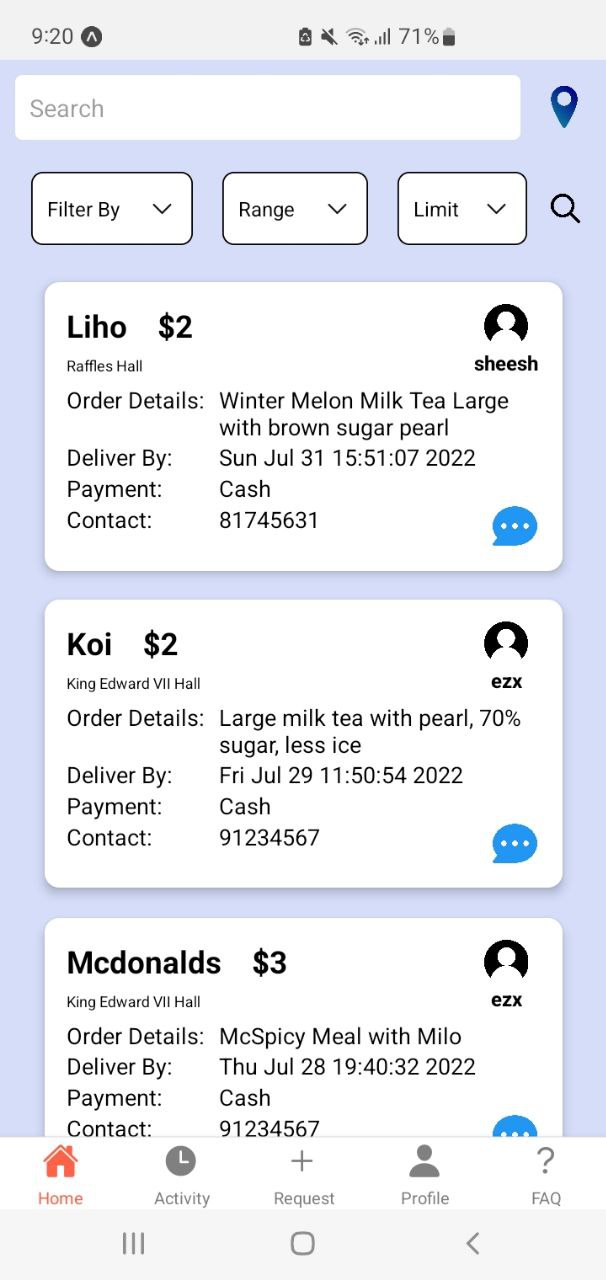 9:20
71%
Search
Filter By
Range
Limit
Liho $2
Raffles Hall
sheesh
Order Details: Winter Melon Milk Tea Large
with brown sugar pearl
Deliver By: Sun Jul 31 15:51:07 2022
Payment: Cash
Contact: 81745631
Koi $2
King Edward VII Hall
ezx
Order Details: Large milk tea with pearl, 70%
sugar, less ice
Deliver By: Fri Jul 29 11:50:54 2022
Payment: Cash
Contact: 91234567
Mcdonalds $3
King Edward VII Hall
ezx
Order Details: McSpicy Meal with Milo
Deliver By: Thu Jul 28 19:40:32 2022
Payment: Cash
Contact: 91234567
Home
Activity
Request
Profile
FAQ